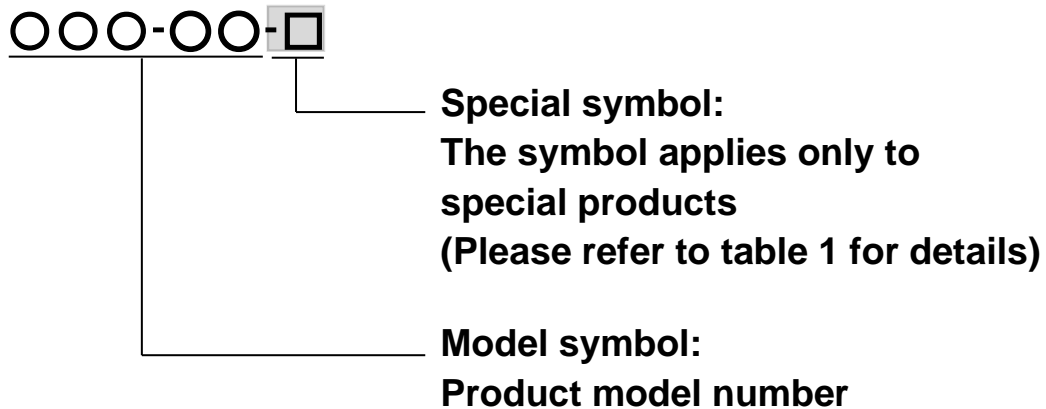 ○○○-○○-□
Special symbol:
The symbol applies only to
special products
(Please refer to table 1 for details)
Model symbol:
Product model number